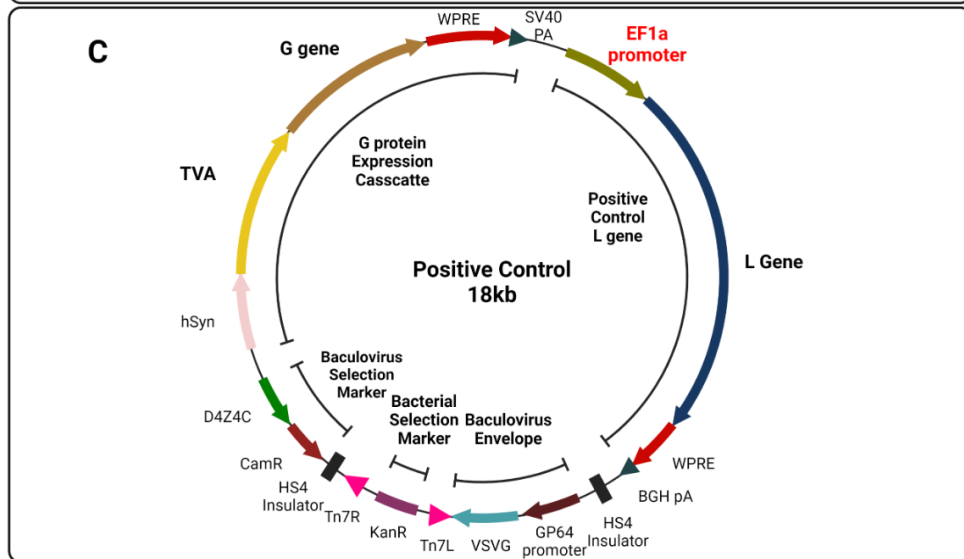 C
WPRE
SV40
PA
EF1a
promoter
G gene
G protein
Expression
Casscatte
TVA
Positive
Control
L gene
Positive Control
18kb
L Gene
hSyn
Baculovirus
Selection
Marker
Bacterial
Selection
Marker
Baculovirus
Envelope
D4Z4C
CamR
HS4
Insulator
Tn7R
KanR
Tn7L
VSVG
GP64
promoter
HS4
Insulator
BGH pA
WPRE